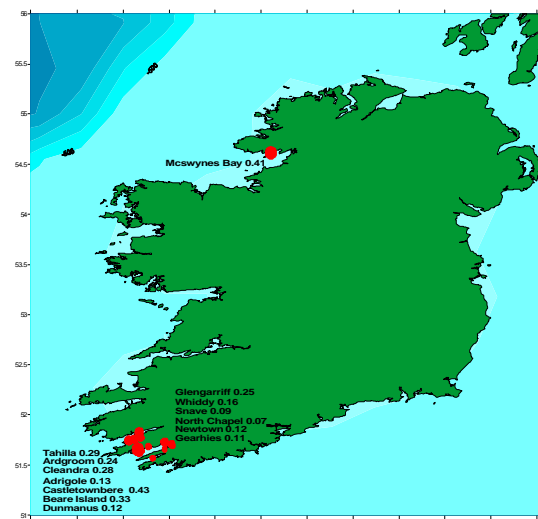 56
55.5
55
54.5
54
53.5
53
52.5
52
51.5
51
Mcswynes Bay 0.41
Glengarriff 0.25
Whiddy 0.16
Snave 0.09
North Chapel 0.07
Newtown 0.12
Gearhies 0.11
Tahilla 0.29
Ardgroom 0.24
Cleandra 0.28
Adrigole 0.13
Castletownbere 0.43
Beare Island 0.33
Dunmanus 0.12